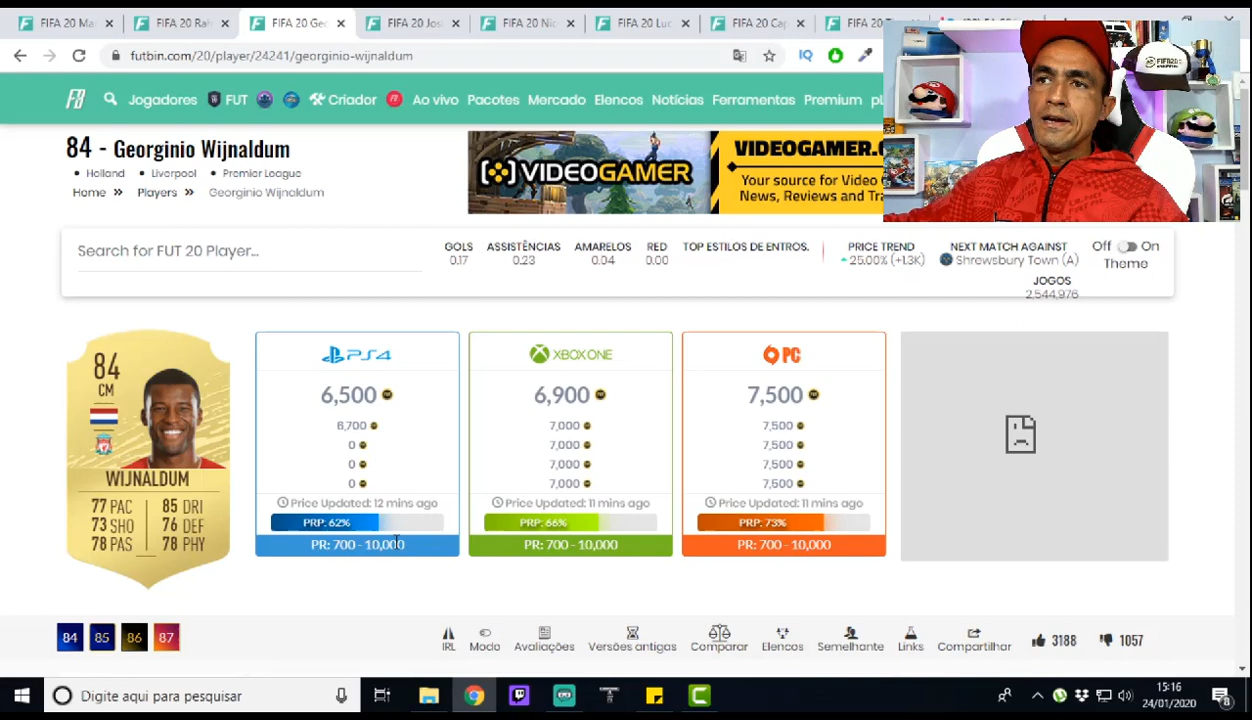 FIFA 20 Ma
FIFA 20 Rah
FIFA 20 Geo
FIFA 20 Jos
FIFA 20 Nic
FIFA 20 Luc
FIFA 20 Cap
FIFA 20
futbin.com/20/player/24241/georginio-wijnaldum
Jogadores FUT Criador Ao vivo Pacotes Mercado Elencos Notícias Ferramentas Premium
84 - Georginio Wijnaldum
Holland Liverpool Premier League
Home Players Georginio Wijnaldum
VIDEOGAMER
VIDEOGAMER.
Your source for Video
News, Reviews and Tra
Search for FUT 20 Player...
GOLS ASSISTÊNCIAS AMARELOS RED TOP ESTILOS DE ENTROS. PRICE TREND NEXT MATCH AGAINST Off On
0.17 0.23 0.04 0.00 25.00% (+1.3K) Shrewsbury Town (A) Theme
JOGOS
2,544,976
84
CM
WIJNALDUM
77 PAC 85 DRI
73 SHO 76 DEF
78 PAS 78 PHY
PS4
6,500
6,700
0
0
0
Price Updated: 12 mins ago
PRP: 62%
PR: 700 - 10,000
XBOX ONE
6,900
7,000
7,000
7,000
7,000
Price Updated: 11 mins ago
PRP: 66%
PR: 700 - 10,000
PC
7,500
7,500
7,500
7,500
7,500
Price Updated: 11 mins ago
PRP: 73%
PR: 700 - 10,000
84 85 86 87
IRL Modo Avaliações Versões antigas Comparar Elencos Semelhante Links Compartilhar 3188 1057
Digite aqui para pesquisar
15:16
24/01/2020
8